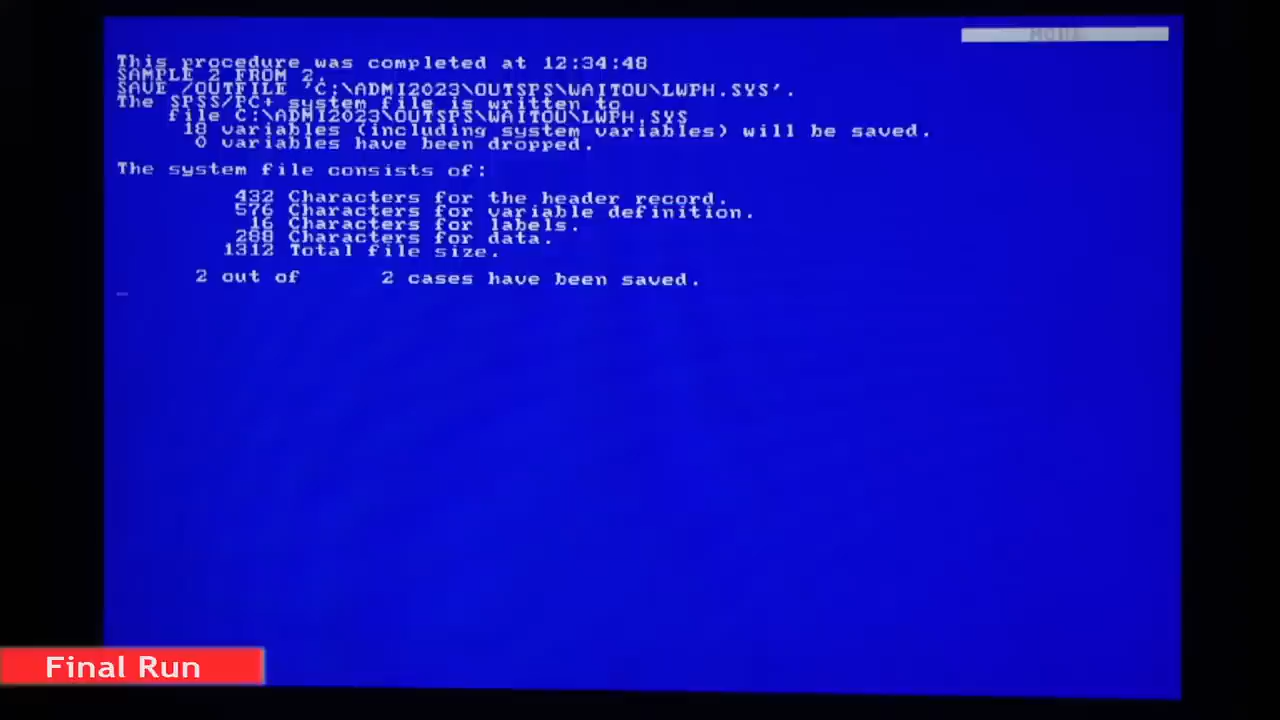 This procedure was completed at 12:34:48
SAMPLE 2 FROM 2.
SAVE /OUTFILE 'C:\ADMI2023\OUTSPS\WAITOU\LWPH.SYS'.
The SPSS/PC+ system file is written to
file C:\ADMI2023\OUTSPS\WAITOU\LWPH.SYS
18 variables (including system variables) will be saved.
0 variables have been dropped.
The system file consists of:
432 Characters for the header record.
576 Characters for variable definition.
16 Characters for labels.
288 Characters for data.
1312 Total file size.
2 out of 2 cases have been saved.
Final Run